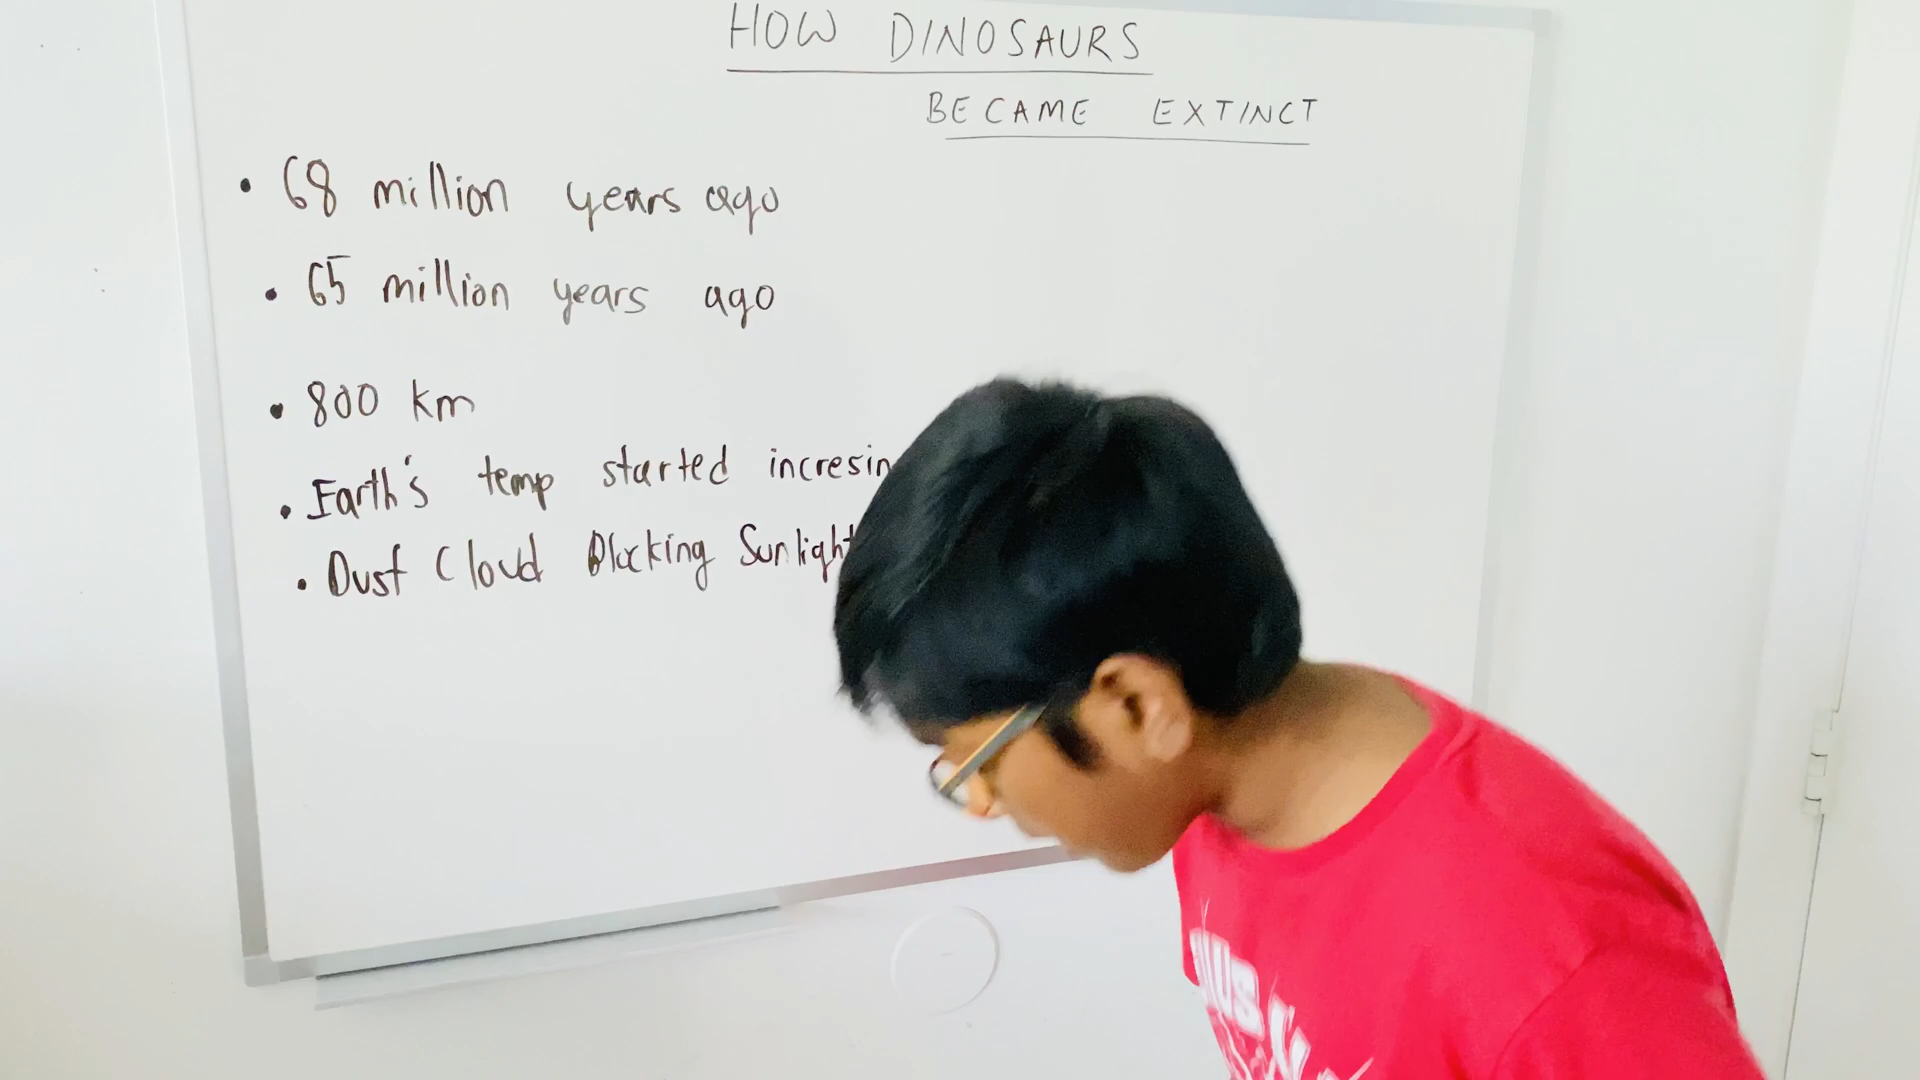 HOW DINOSAURS
BECAME EXTINCT
• 68 million years ago
• 65 million years ago
• 800 km
• Earth's temp started incresin
• Dust Cloud Blocking Sunlight